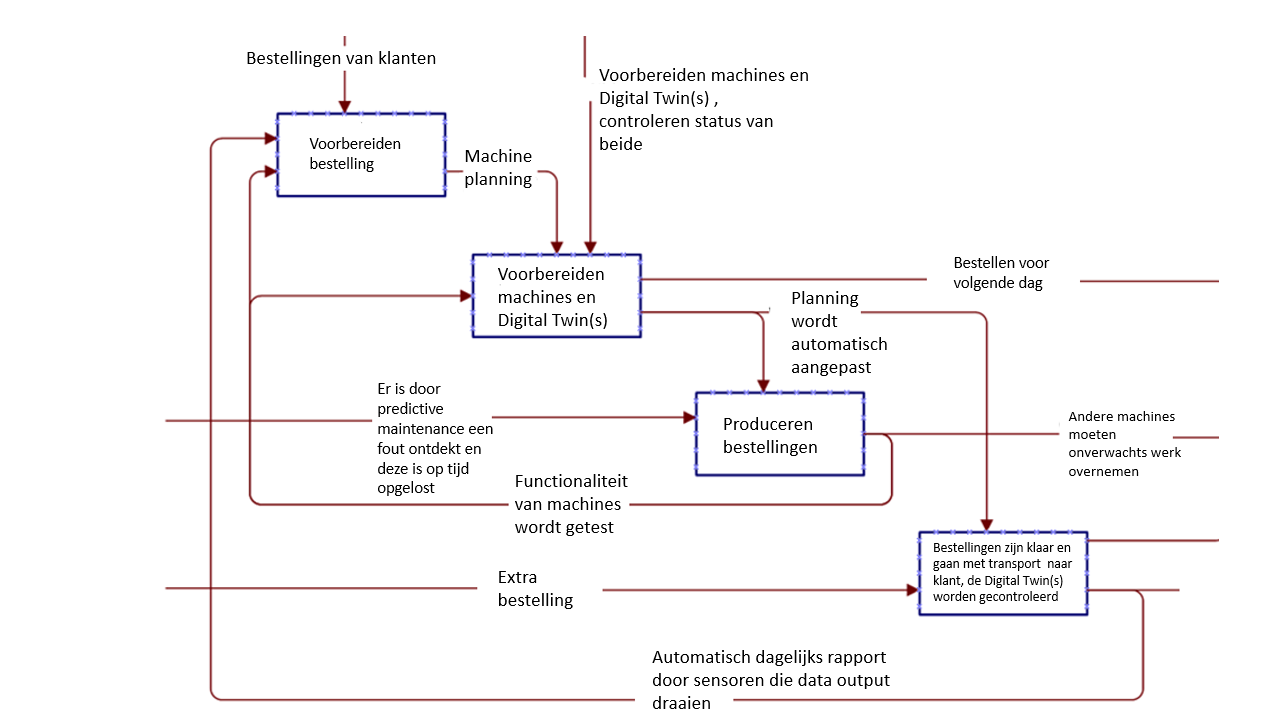 Bestellingen van klanten
Voorbereiden machines en
Digital Twin(s) ,
controleren status van
beide
Voorbereiden
bestelling
Machine
planning
Voorbereiden
machines en
Digital Twin(s)
Bestellen voor
volgende dag
Planning
wordt
automatisch
aangepast
Er is door
predictive
maintenance een
fout ontdekt en
deze is op tijd
opgelost
Produceren
bestellingen
Andere machines
moeten
onverwachts werk
overnemen
Functionaliteit
van machines
wordt getest
Bestellingen zijn klaar en
gaan met transport naar
klant, de Digital Twin(s)
worden gecontroleerd
Extra
bestelling
Automatisch dagelijks rapport
door sensoren die data output
draaien